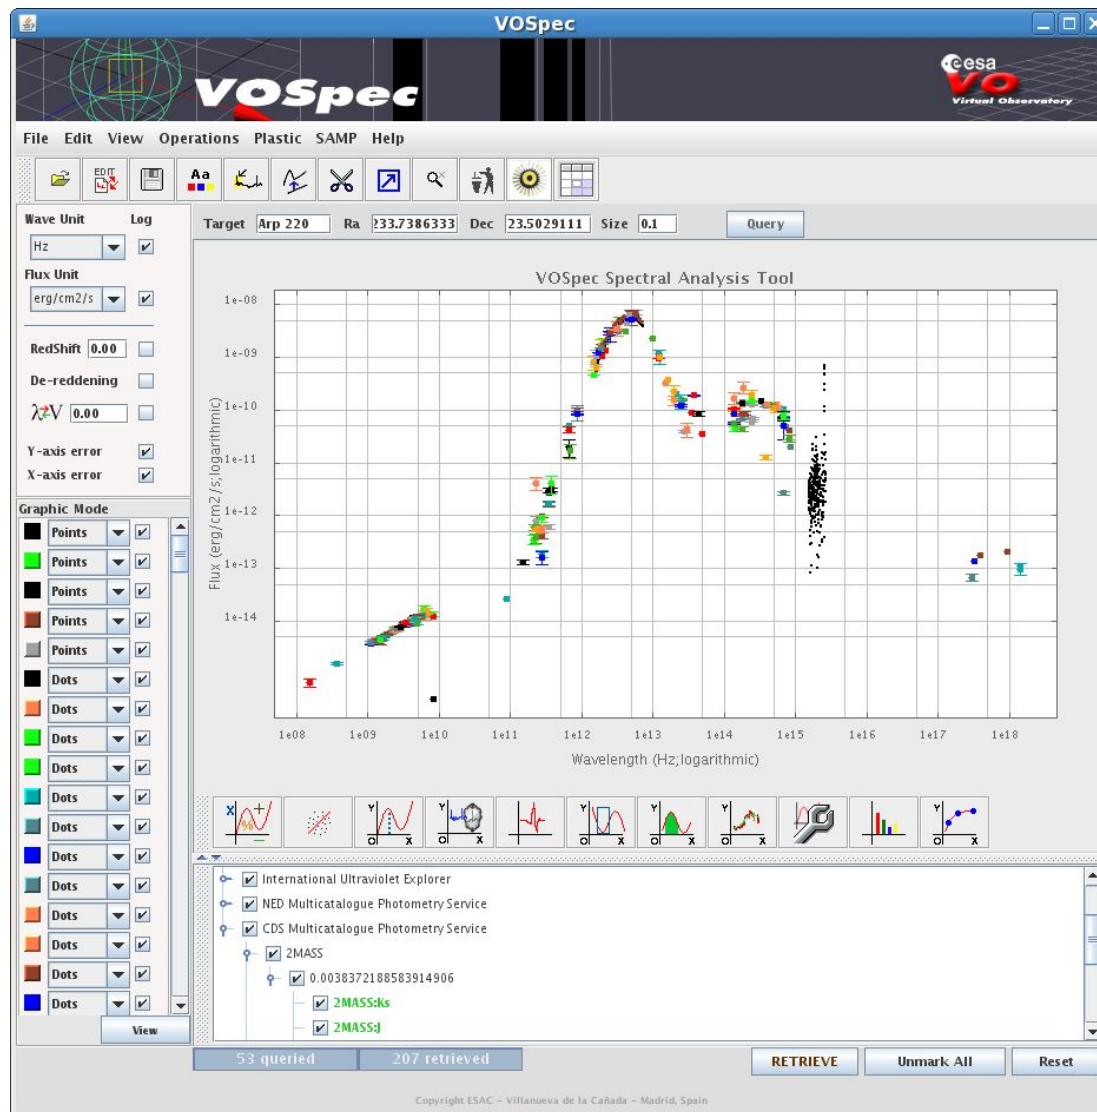 VOSpec
VOSpec
esa
VO
Virtual Observatory
File Edit View Operations Plastic SAMP Help
EDIT
Aa
Wave Unit Log
Hz
Flux Unit
erg/cm2/s
RedShift 0.00
De-reddening
λ⇄V 0.00
Y-axis error
X-axis error
Target Arp 220 Ra 233.7386333 Dec 23.5029111 Size 0.1 Query
VOSpec Spectral Analysis Tool
1e-08
1e-09
1e-10
1e-11
1e-12
1e-13
1e-14
Flux (erg/cm2/s;logarithmic)
1e08 1e09 1e10 1e11 1e12 1e13 1e14 1e15 1e16 1e17 1e18
Wavelength (Hz;logarithmic)
Graphic Mode
Points
Points
Points
Points
Points
Dots
Dots
Dots
Dots
Dots
Dots
Dots
Dots
Dots
Dots
Dots
Dots
View
International Ultraviolet Explorer
NED Multicatalogue Photometry Service
CDS Multicatalogue Photometry Service
2MASS
0.0038372188583914906
2MASS:Ks
2MASS:J
53 queried 207 retrieved
RETRIEVE Unmark All Reset
Copyright ESAC - Villanueva de la Cañada - Madrid, Spain